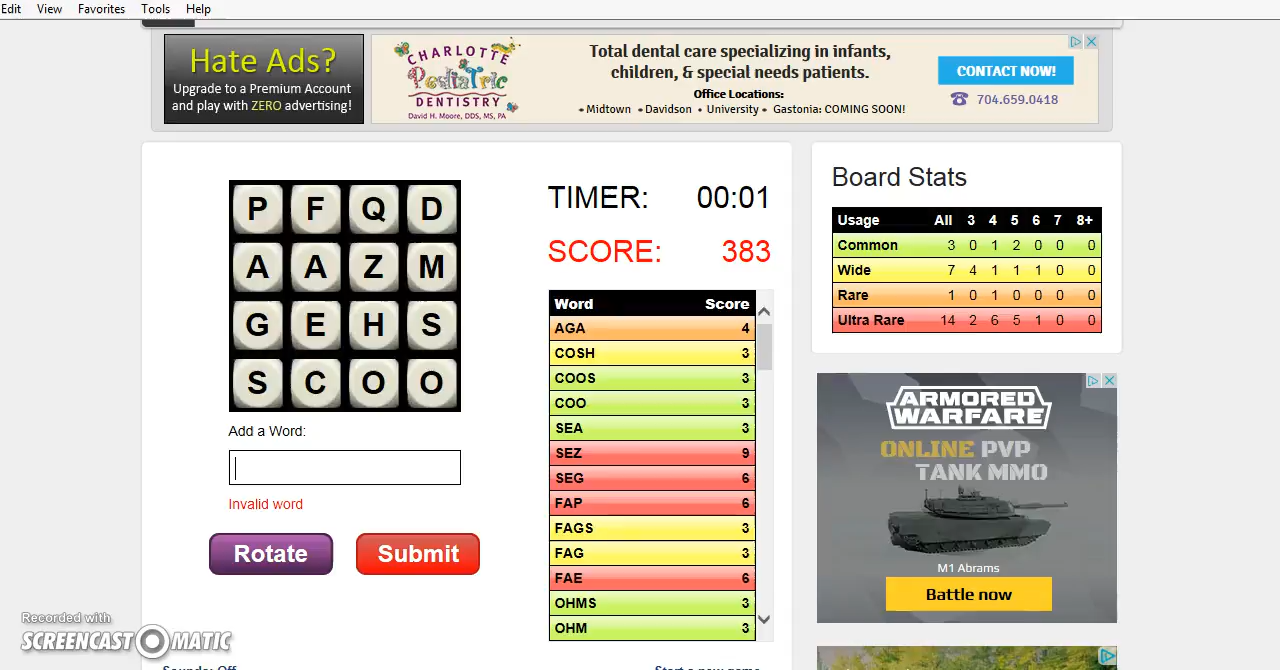 Edit View Favorites Tools Help
Hate Ads?
Upgrade to a Premium Account
and play with ZERO advertising!
CHARLOTTE
Pediatric
DENTISTRY
David H. Moore, DDS, MS, PA
Total dental care specializing in infants,
children, & special needs patients.
Office Locations:
• Midtown • Davidson • University • Gastonia: COMING SOON!
CONTACT NOW!
704.659.0418
P F Q D
A A Z M
G E H S
S C O O
Add a Word:
Invalid word
Rotate Submit
TIMER: 00:01
SCORE: 383
Word Score
AGA 4
COSH 3
COOS 3
COO 3
SEA 3
SEZ 9
SEG 6
FAP 6
FAGS 3
FAG 3
FAE 6
OHMS 3
OHM 3
Board Stats
Usage All 3 4 5 6 7 8+
Common 3 0 1 2 0 0 0
Wide 7 4 1 1 1 0 0
Rare 1 0 1 0 0 0 0
Ultra Rare 14 2 6 5 1 0 0
ARMORED
WARFARE
ONLINE PVP
TANK MMO
M1 Abrams
Battle now
Recorded with
SCREENCAST-O-MATIC
Sounds: Off
Start a new game